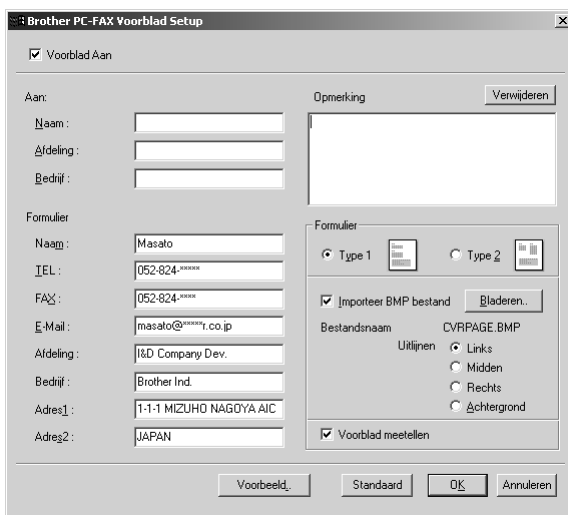 Brother PC-FAX Voorblad Setup
Voorblad Aan
Aan:
Naam :
Afdeling :
Bedrijf :
Opmerking
Verwijderen
Formulier
Naam : Masato
TEL : 052-824-*****
FAX : 052-824-****
E-Mail : masato@*****r.co.jp
Afdeling : I&D Company Dev.
Bedrijf : Brother Ind.
Adres1 : 1-1-1 MIZUHO NAGOYA AIC
Adres2 : JAPAN
Formulier
Type 1 Type 2
Importeer BMP bestand Bladeren..
Bestandsnaam CVRPAGE.BMP
Uitlijnen Links
Midden
Rechts
Achtergrond
Voorblad meetellen
Voorbeeld.. Standaard OK Annuleren